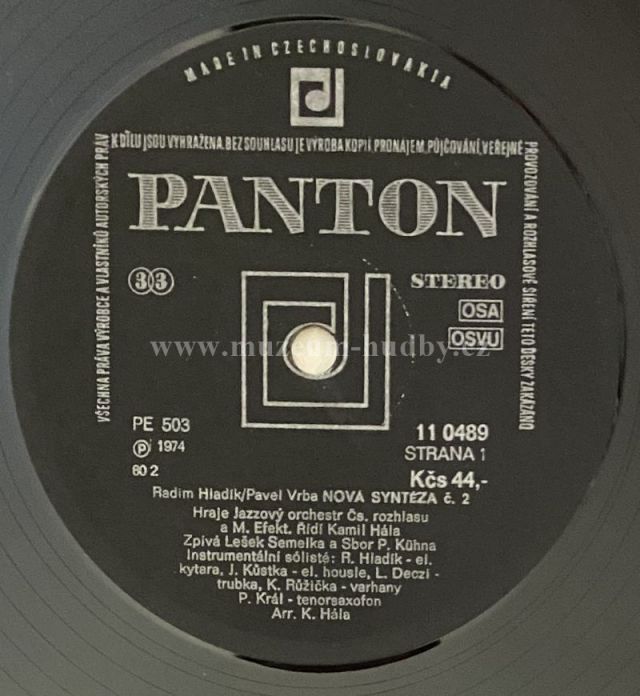 MADE IN CZECHOSLOVAKIA
VŠECHNA PRÁVA VÝROBCE A VLASTNÍKŮ AUTORSKÝCH PRÁV
K DÍLU JSOU VYHRAŽENA. BEZ SOUHLASU JE VÝROBA KOPIÍ, PRONÁJEM, PŮJČOVÁNÍ, VEŘEJNÉ
PROVOZOVÁNÍ A ROZHLASOVÉ ŠÍŘENÍ TÉTO DESKY ZAKÁZÁNO
PANTON
33
STEREO
OSA
OSVU
www.muzeum-hudby.cz
PE 503
℗ 1974
60 2
11 0489
STRANA 1
Kčs 44,-
Radim Hladík/Pavel Vrba NOVÁ SYNTÉZA č. 2
Hraje Jazzový orchestr Čs. rozhlasu
a M. Efekt. Řídí Kamil Hála
Zpívá Lešek Semelka a Sbor P. Kühna
Instrumentální sólisté: R. Hladík - el.
kytara, J. Kůstka - el. housle, L. Deczi -
trubka, K. Růžička - varhany
P. Král - tenorsaxofon
Arr. K. Hála